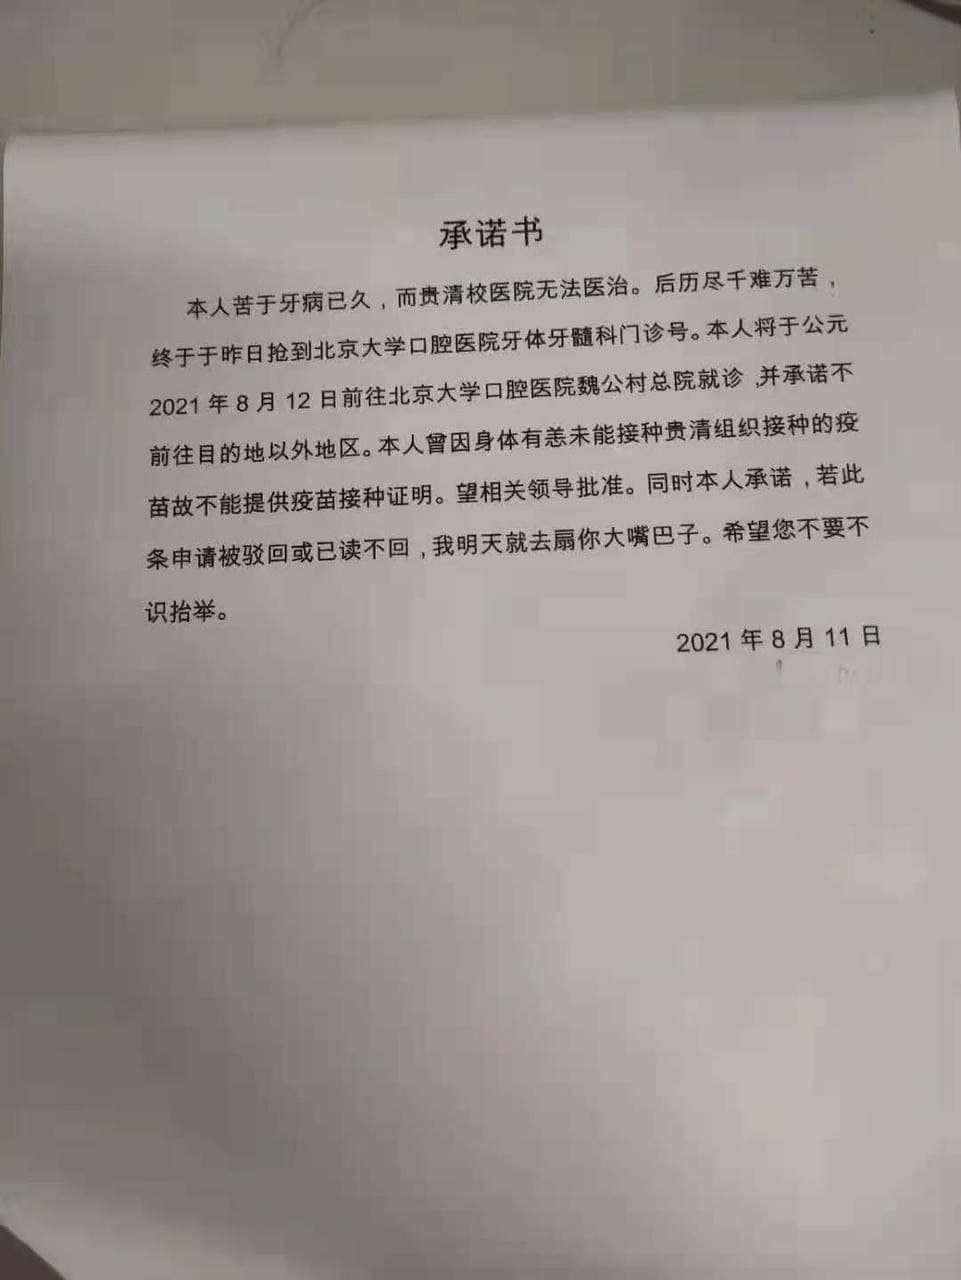 承诺书
本人苦于牙病已久，而贵清校医院无法医治。后历尽千难万苦，
终于于昨日抢到北京大学口腔医院牙体牙髓科门诊号。本人将于公元
2021 年 8 月 12 日前往北京大学口腔医院魏公村总院就诊，并承诺不
前往目的地以外地区。本人曾因身体有恙未能接种贵清组织接种的疫
苗故不能提供疫苗接种证明。望相关领导批准。同时本人承诺，若此
条申请被驳回或已读不回，我明天就去扇你大嘴巴子。希望您不要不
识抬举。
2021 年 8 月 11 日